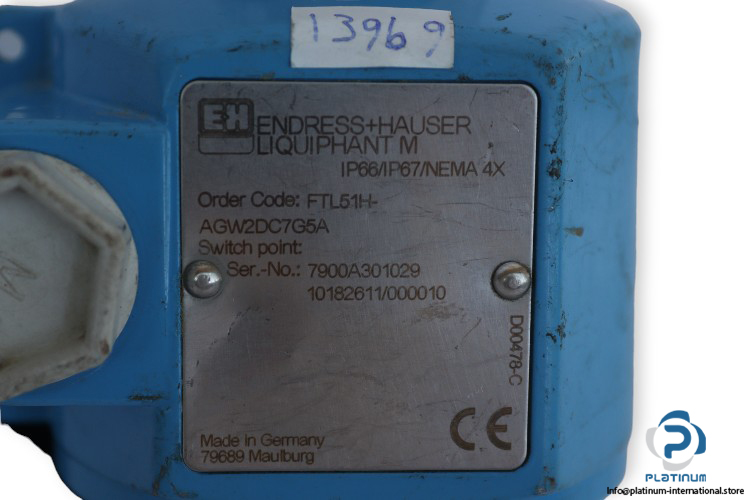 13969
EH ENDRESS+HAUSER
LIQUIPHANT M
IP66/IP67/NEMA 4X
Order Code: FTL51H-
AGW2DC7G5A
Switch point:
Ser.-No.: 7900A301029
10182611/000010
D00478-C
CE
Made in Germany
79689 Maulburg
PLATINUM
info@platinum-international.store